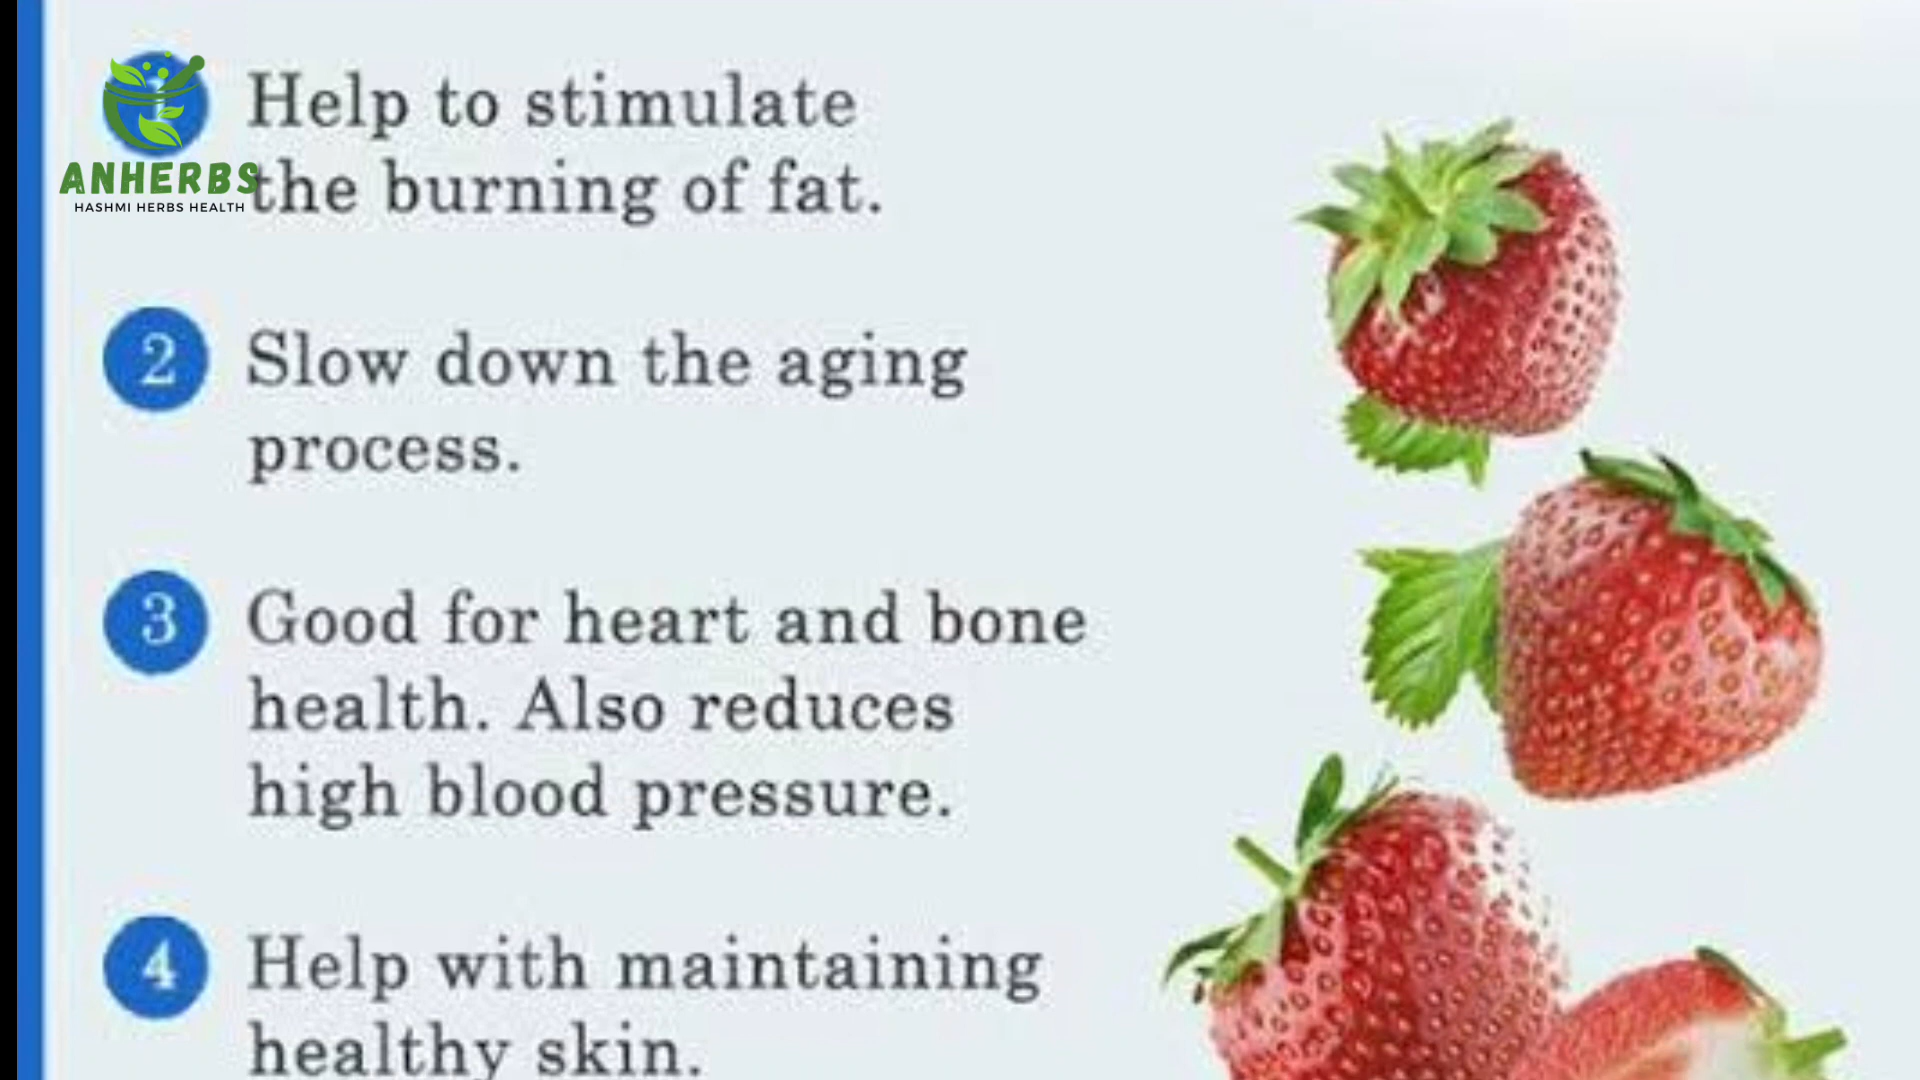 1
ANHERBS
HASHMI HERBS HEALTH
Help to stimulate
the burning of fat.
2
Slow down the aging
process.
3
Good for heart and bone
health. Also reduces
high blood pressure.
4
Help with maintaining
healthy skin.